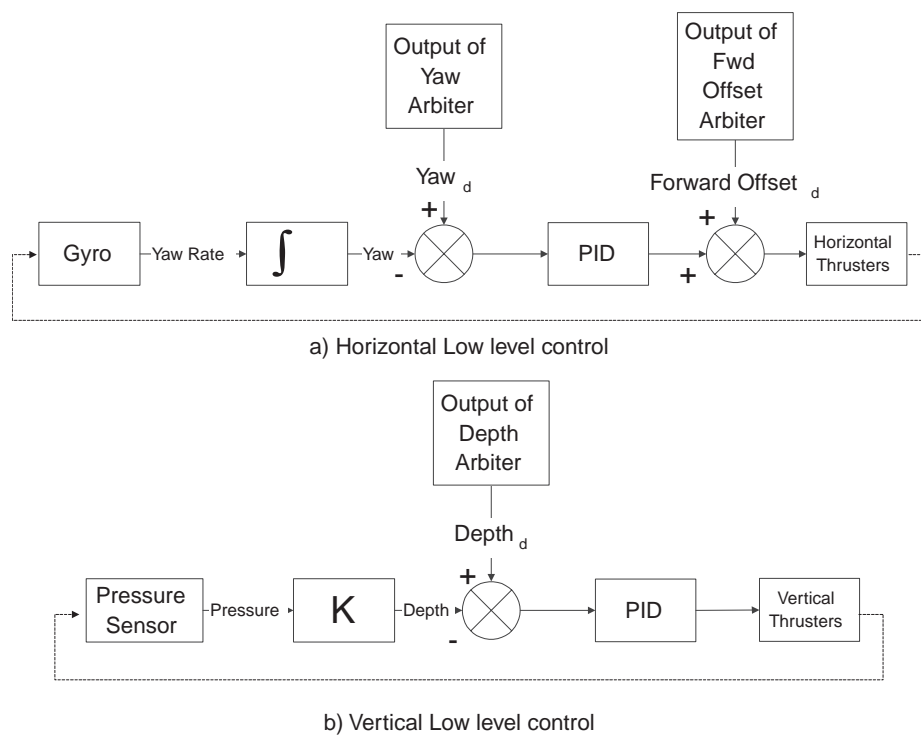 Output of
Yaw
Arbiter
Output of
Fwd
Offset
Arbiter
Yaw d
Forward Offset d
+
+
Gyro
Yaw Rate
∫
Yaw
-
PID
+
Horizontal
Thrusters
a) Horizontal Low level control
Output of
Depth
Arbiter
Depth d
+
Pressure
Sensor
Pressure
K
Depth
-
PID
Vertical
Thrusters
b) Vertical Low level control